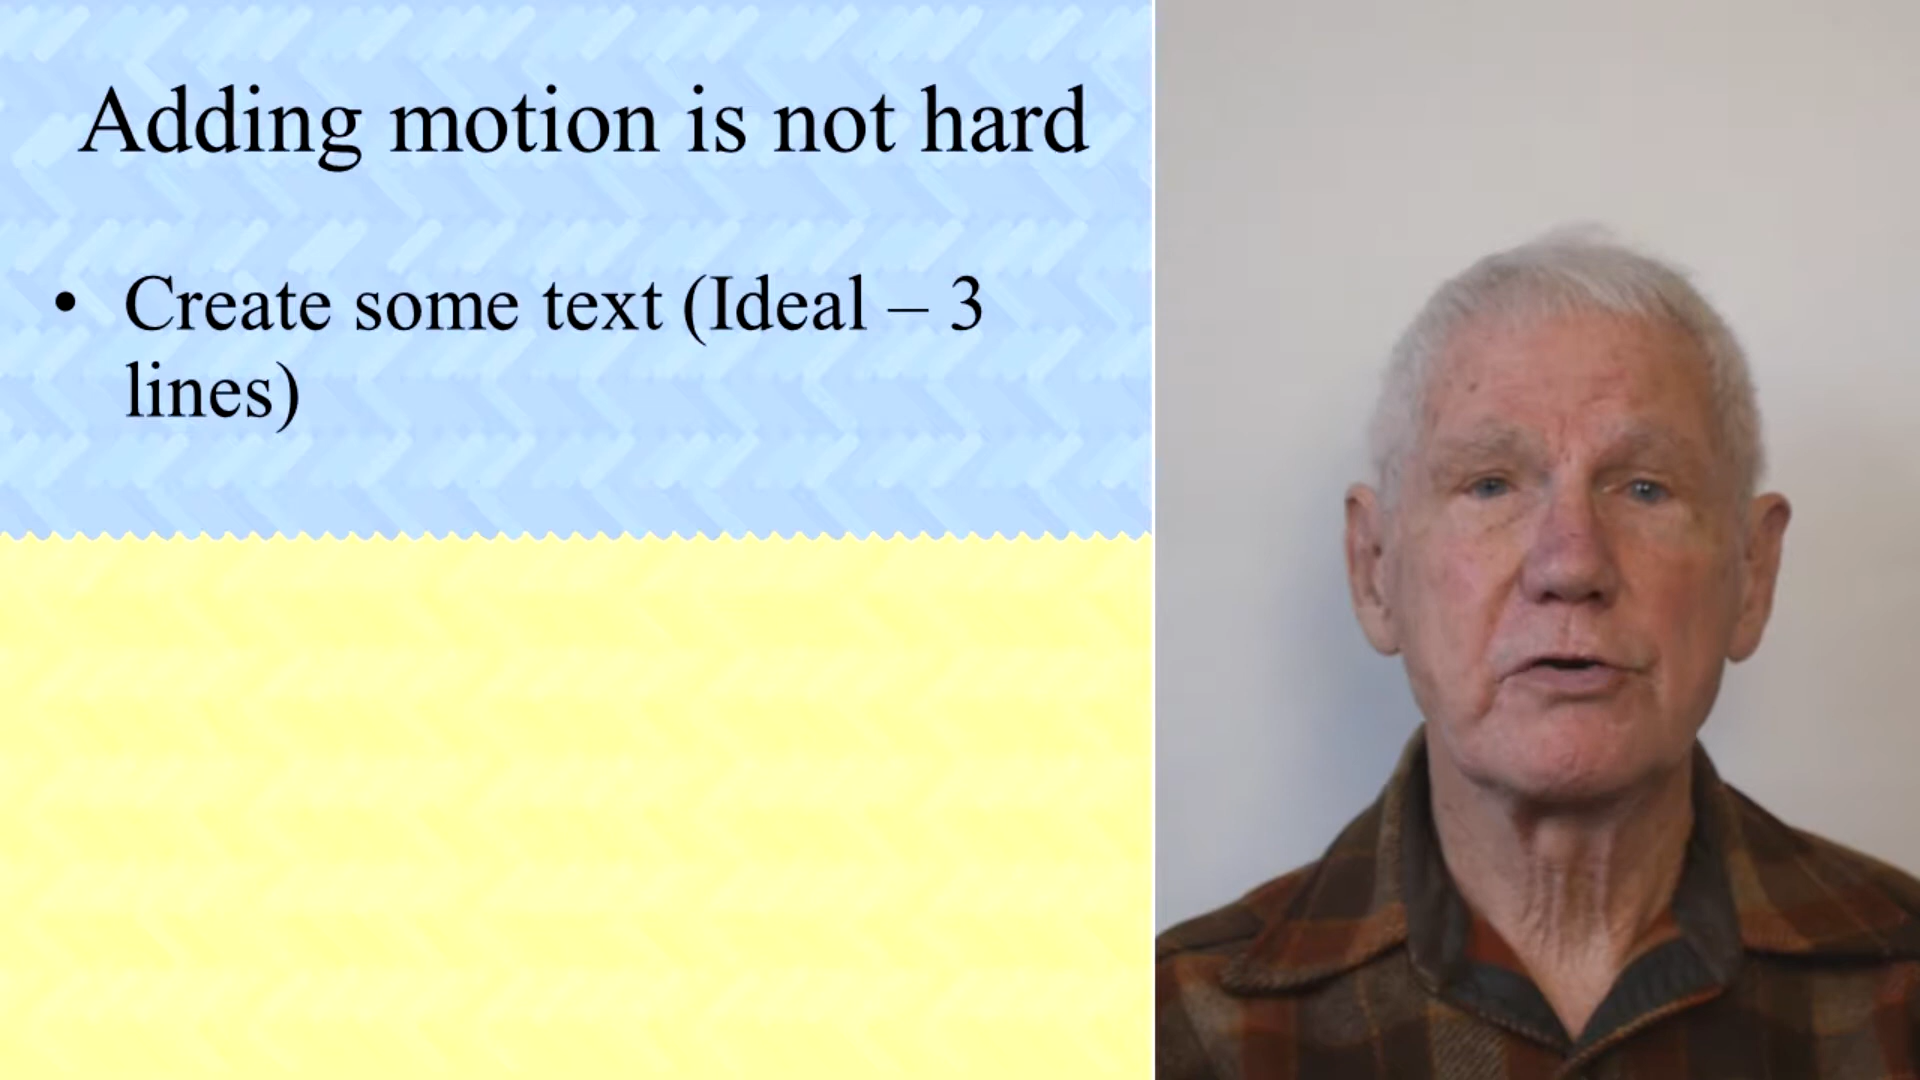 Adding motion is not hard
• Create some text (Ideal – 3
lines)